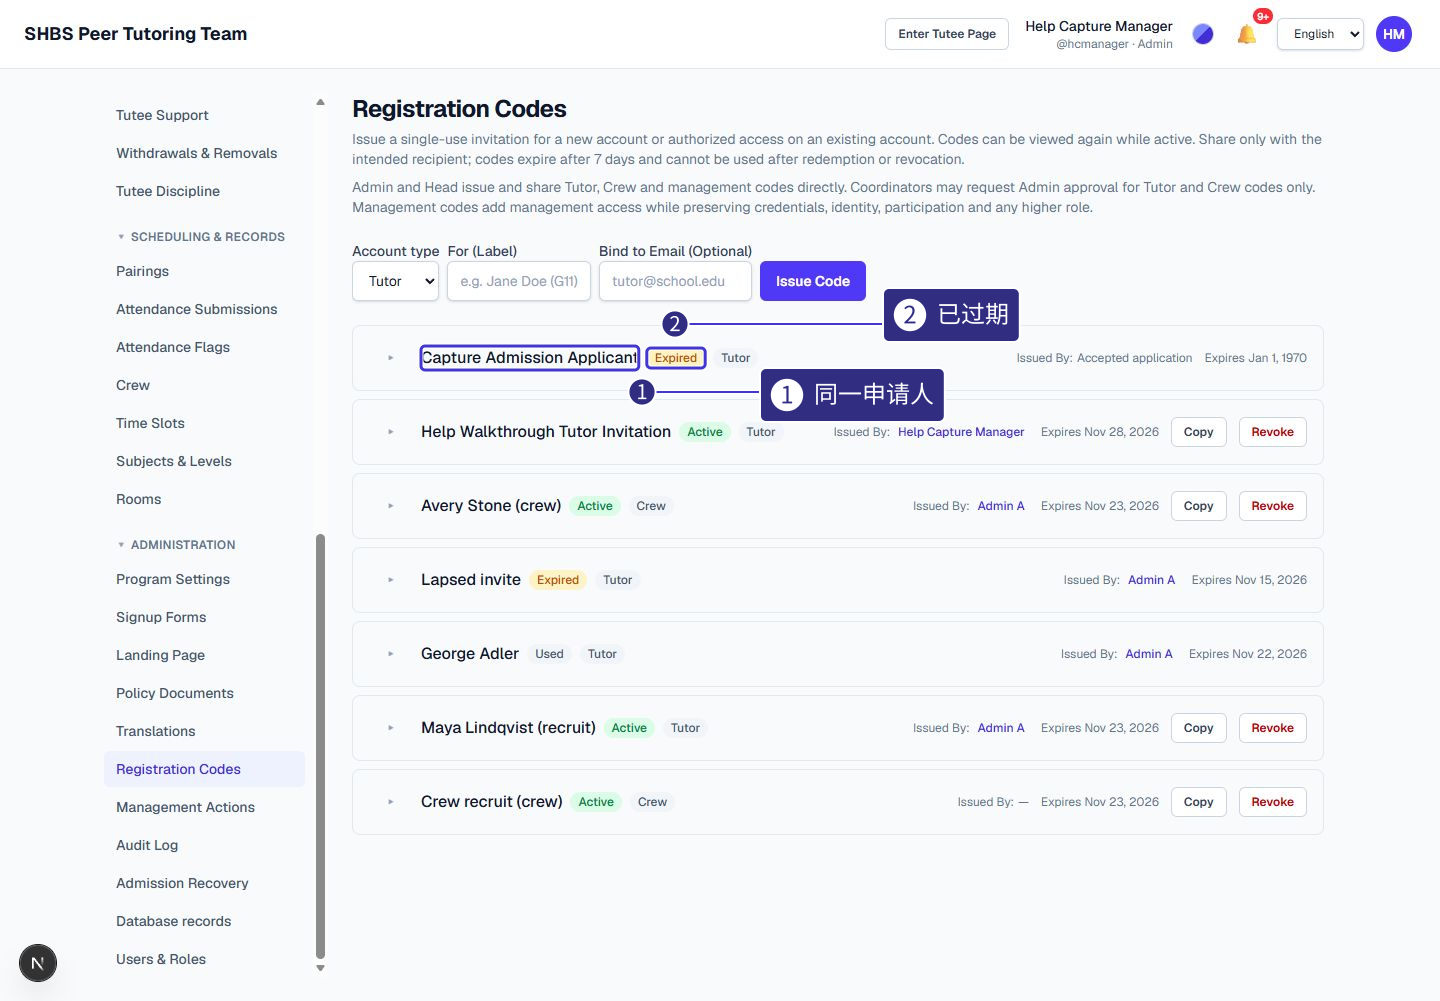 SHBS Peer Tutoring Team
Enter Tutee Page
Help Capture Manager
@hcmanager · Admin
9+
English
HM
Tutee Support
Withdrawals & Removals
Tutee Discipline
SCHEDULING & RECORDS
Pairings
Attendance Submissions
Attendance Flags
Crew
Time Slots
Subjects & Levels
Rooms
ADMINISTRATION
Program Settings
Signup Forms
Landing Page
Policy Documents
Translations
Registration Codes
Management Actions
Audit Log
Admission Recovery
Database records
Users & Roles
N
Registration Codes
Issue a single-use invitation for a new account or authorized access on an existing account. Codes can be viewed again while active. Share only with the
intended recipient; codes expire after 7 days and cannot be used after redemption or revocation.
Admin and Head issue and share Tutor, Crew and management codes directly. Coordinators may request Admin approval for Tutor and Crew codes only.
Management codes add management access while preserving credentials, identity, participation and any higher role.
Account type For (Label) Bind to Email (Optional)
Tutor e.g. Jane Doe (G11) tutor@school.edu Issue Code
2 2 已过期
Capture Admission Applicant Expired Tutor Issued By: Accepted application Expires Jan 1, 1970
1 1 同一申请人
Help Walkthrough Tutor Invitation Active Tutor Issued By: Help Capture Manager Expires Nov 28, 2026 Copy Revoke
Avery Stone (crew) Active Crew Issued By: Admin A Expires Nov 23, 2026 Copy Revoke
Lapsed invite Expired Tutor Issued By: Admin A Expires Nov 15, 2026
George Adler Used Tutor Issued By: Admin A Expires Nov 22, 2026
Maya Lindqvist (recruit) Active Tutor Issued By: Admin A Expires Nov 23, 2026 Copy Revoke
Crew recruit (crew) Active Crew Issued By: — Expires Nov 23, 2026 Copy Revoke